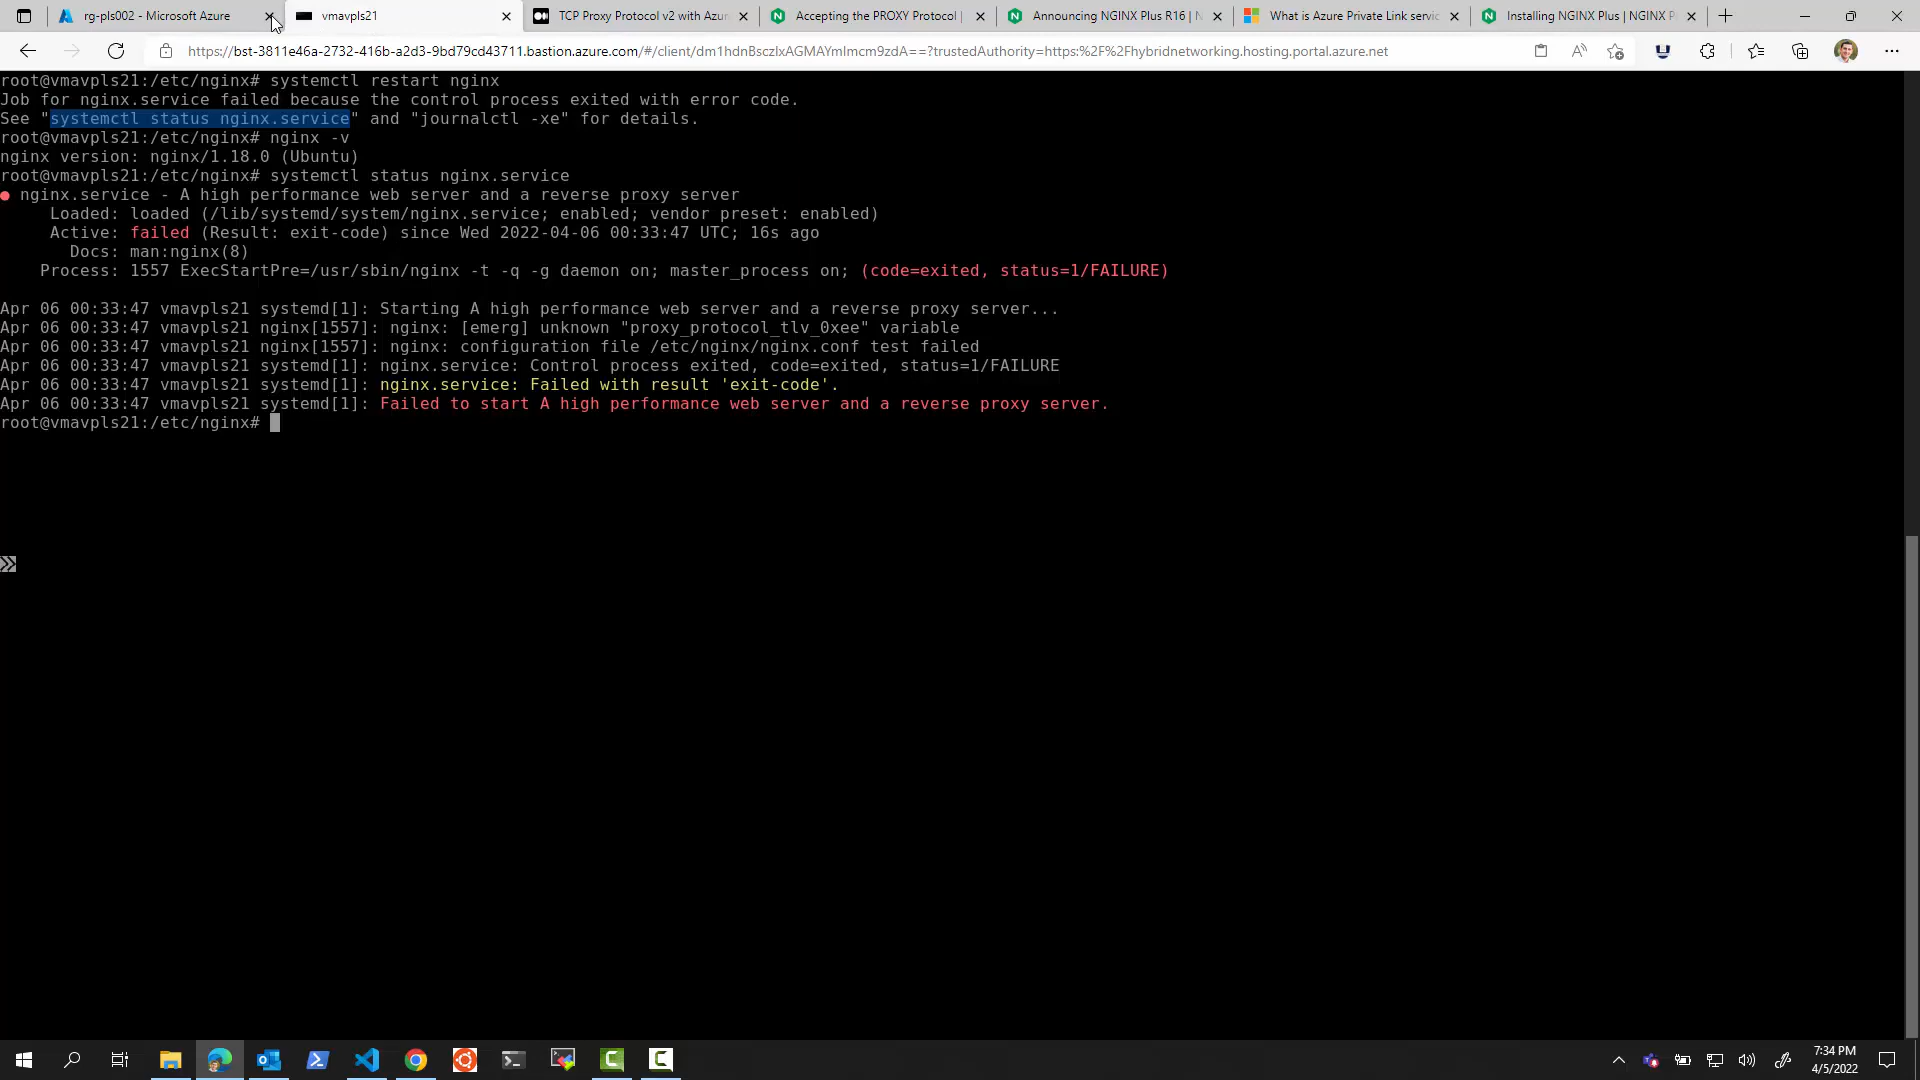 rg-pls002 - Microsoft Azure
vmavpls21
TCP Proxy Protocol v2 with Azur
Accepting the PROXY Protocol |
Announcing NGINX Plus R16 | N
What is Azure Private Link servic
Installing NGINX Plus | NGINX P
https://bst-3811e46a-2732-416b-a2d3-9bd79cd43711.bastion.azure.com/#/client/dm1hdnBsczIxAGMAYmlmcm9zdA==?trustedAuthority=https:%2F%2Fhybridnetworking.hosting.portal.azure.net
root@vmavpls21:/etc/nginx# systemctl restart nginx
Job for nginx.service failed because the control process exited with error code.
See "systemctl status nginx.service" and "journalctl -xe" for details.
root@vmavpls21:/etc/nginx# nginx -v
nginx version: nginx/1.18.0 (Ubuntu)
root@vmavpls21:/etc/nginx# systemctl status nginx.service
● nginx.service - A high performance web server and a reverse proxy server
Loaded: loaded (/lib/systemd/system/nginx.service; enabled; vendor preset: enabled)
Active: failed (Result: exit-code) since Wed 2022-04-06 00:33:47 UTC; 16s ago
Docs: man:nginx(8)
Process: 1557 ExecStartPre=/usr/sbin/nginx -t -q -g daemon on; master_process on; (code=exited, status=1/FAILURE)
Apr 06 00:33:47 vmavpls21 systemd[1]: Starting A high performance web server and a reverse proxy server...
Apr 06 00:33:47 vmavpls21 nginx[1557]: nginx: [emerg] unknown "proxy_protocol_tlv_0xee" variable
Apr 06 00:33:47 vmavpls21 nginx[1557]: nginx: configuration file /etc/nginx/nginx.conf test failed
Apr 06 00:33:47 vmavpls21 systemd[1]: nginx.service: Control process exited, code=exited, status=1/FAILURE
Apr 06 00:33:47 vmavpls21 systemd[1]: nginx.service: Failed with result 'exit-code'.
Apr 06 00:33:47 vmavpls21 systemd[1]: Failed to start A high performance web server and a reverse proxy server.
root@vmavpls21:/etc/nginx#
7:34 PM
4/5/2022